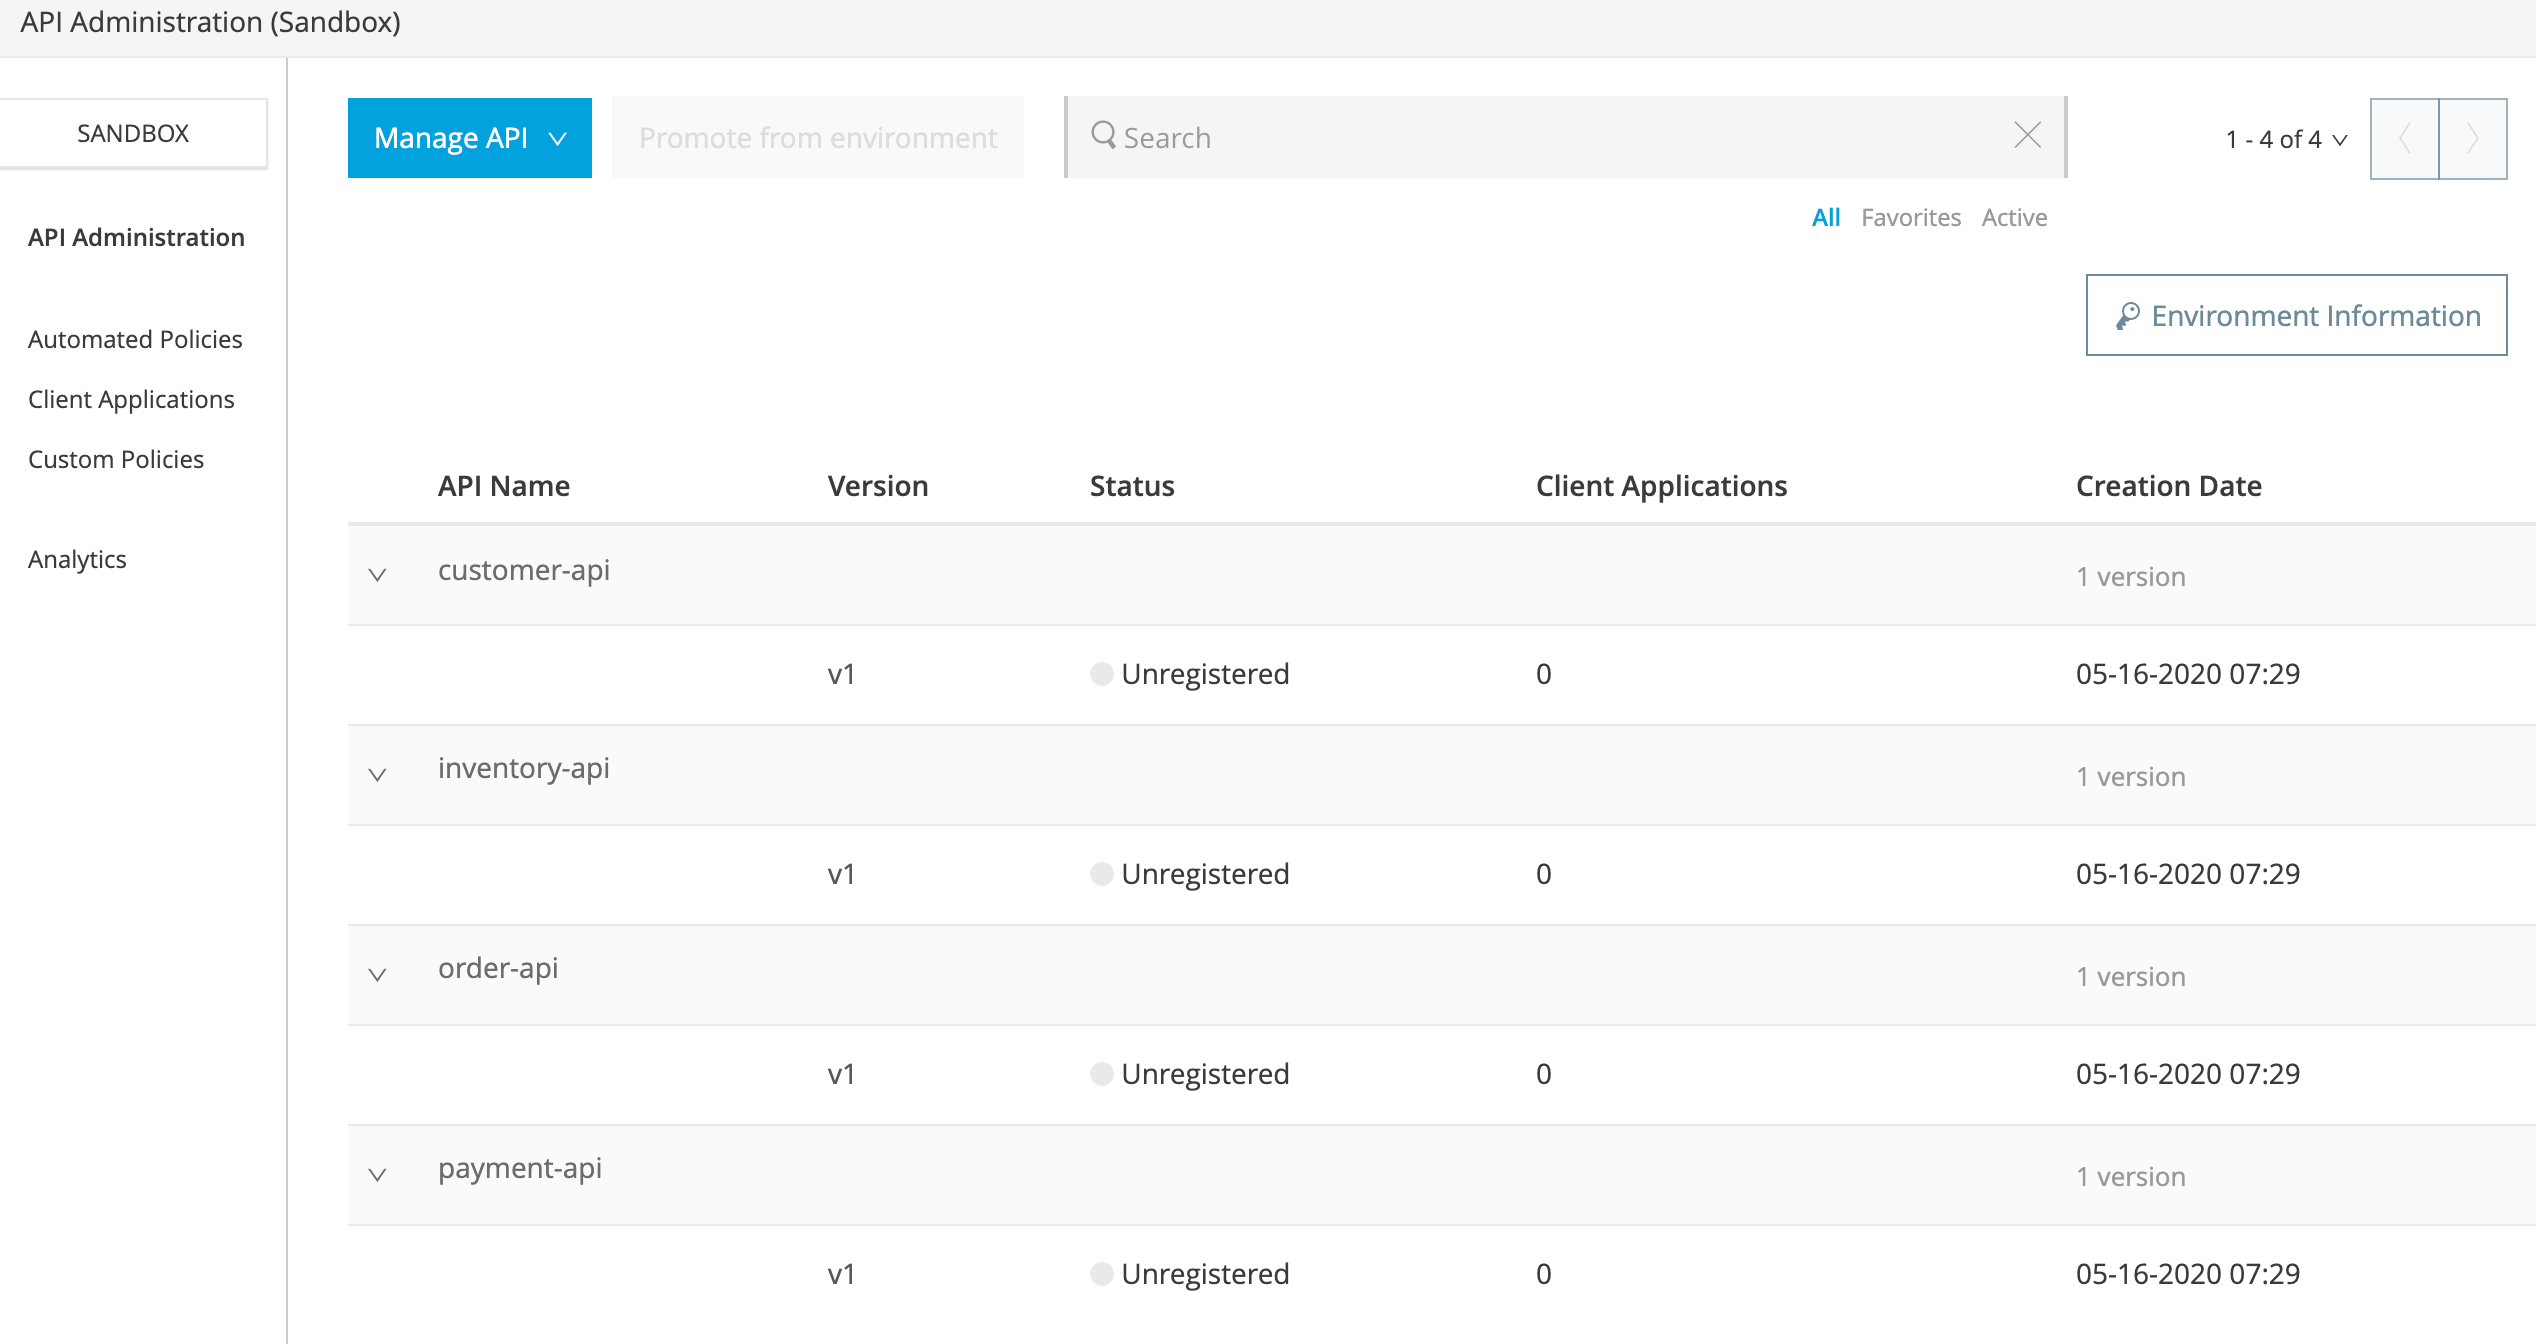 API Administration (Sandbox)
SANDBOX
API Administration
Automated Policies
Client Applications
Custom Policies
Analytics
Manage API
Promote from environment
Search
1 - 4 of 4
All Favorites Active
Environment Information
API Name Version Status Client Applications Creation Date
customer-api 1 version
v1 Unregistered 0 05-16-2020 07:29
inventory-api 1 version
v1 Unregistered 0 05-16-2020 07:29
order-api 1 version
v1 Unregistered 0 05-16-2020 07:29
payment-api 1 version
v1 Unregistered 0 05-16-2020 07:29